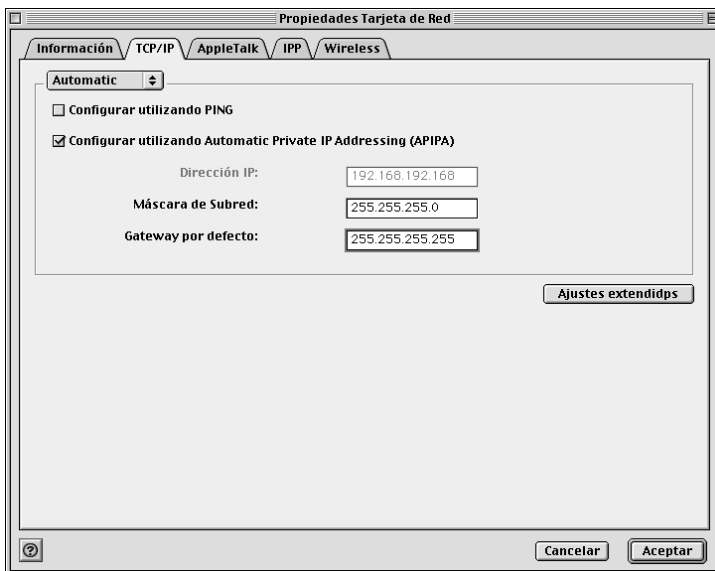 Propiedades Tarjeta de Red
Información TCP/IP AppleTalk IPP Wireless
Automatic
Configurar utilizando PING
Configurar utilizando Automatic Private IP Addressing (APIPA)
Dirección IP: 192.168.192.168
Máscara de Subred: 255.255.255.0
Gateway por defecto: 255.255.255.255
Ajustes extendidps
? Cancelar Aceptar